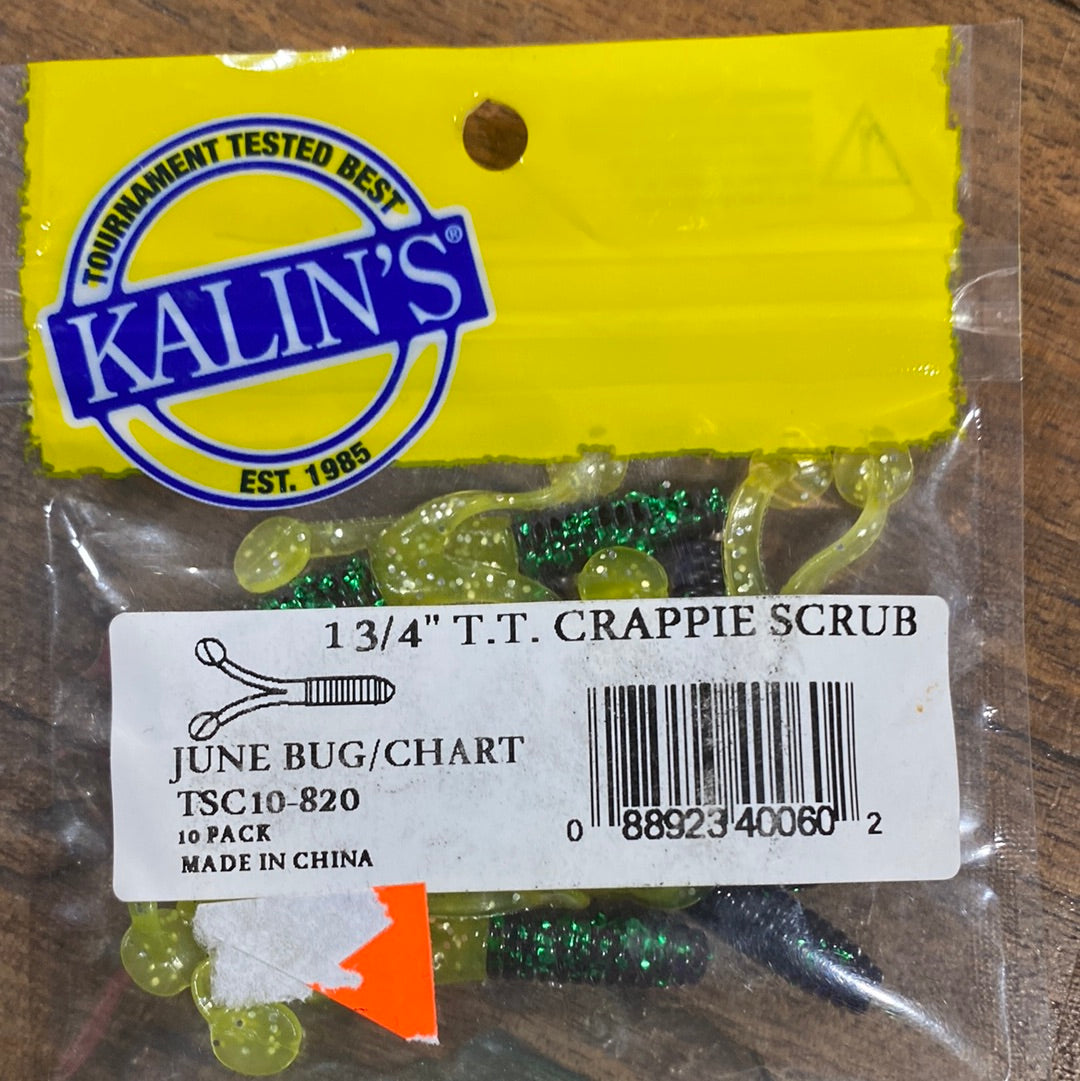 TOURNAMENT TESTED BEST
KALIN'S®
EST. 1985
1 3/4" T.T. CRAPPIE SCRUB
JUNE BUG/CHART
TSC10-820
10 PACK
MADE IN CHINA
0 88923 40060 2